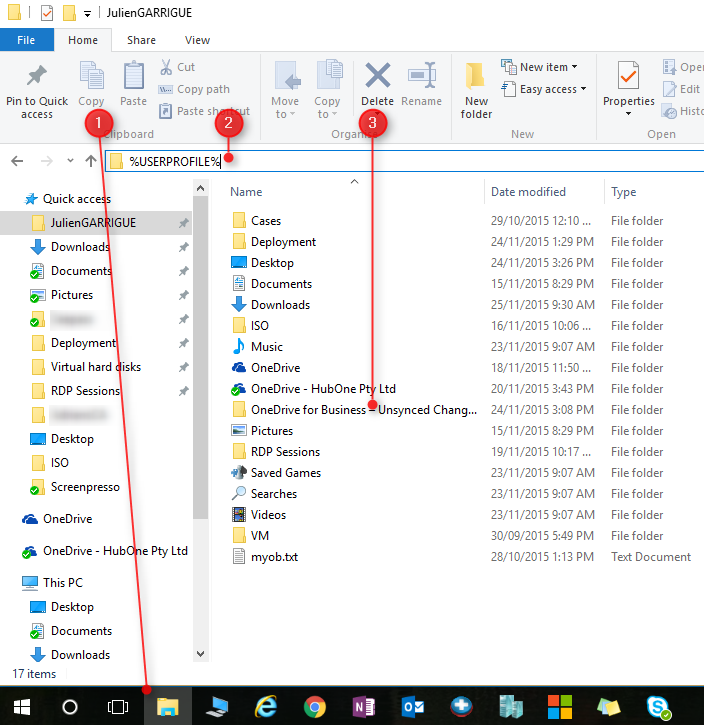 JulienGARRIGUE
File Home Share View
Cut
Copy path
Paste shortcut
Pin to Quick access
Copy
Paste
Clipboard
Move to
Copy to
Delete
Rename
Organise
New folder
New item
Easy access
New
Properties
Open
Edit
Open
1
2
3
%USERPROFILE%
Quick access
JulienGARRIGUE
Downloads
Documents
Pictures
Deployment
Virtual hard disks
RDP Sessions
Desktop
ISO
Screenpresso
OneDrive
OneDrive - HubOne Pty Ltd
This PC
Desktop
Documents
Downloads
Name Date modified Type
Cases 29/10/2015 12:10 ... File folder
Deployment 24/11/2015 1:29 PM File folder
Desktop 24/11/2015 3:26 PM File folder
Documents 15/11/2015 8:29 PM File folder
Downloads 25/11/2015 9:30 AM File folder
ISO 16/11/2015 10:06 ... File folder
Music 23/11/2015 9:07 AM File folder
OneDrive 18/11/2015 11:50 ... File folder
OneDrive - HubOne Pty Ltd 20/11/2015 3:43 PM File folder
OneDrive for Business – Unsynced Chang... 24/11/2015 3:08 PM File folder
Pictures 15/11/2015 8:29 PM File folder
RDP Sessions 19/11/2015 10:17 ... File folder
Saved Games 23/11/2015 9:07 AM File folder
Searches 23/11/2015 9:07 AM File folder
Videos 23/11/2015 9:07 AM File folder
VM 30/09/2015 5:49 PM File folder
myob.txt 28/10/2015 1:13 PM Text Document
17 items